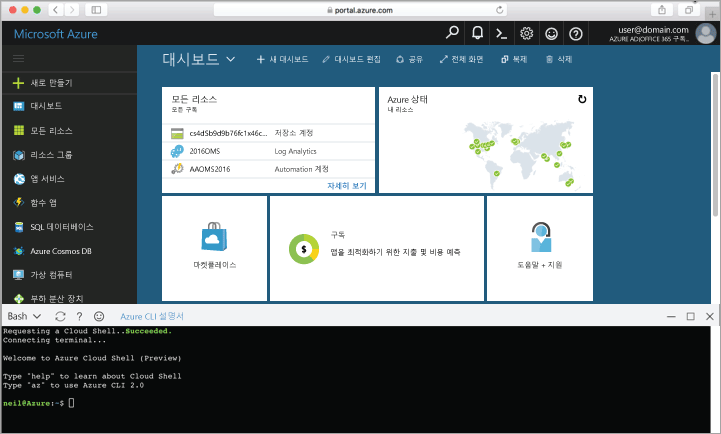 portal.azure.com
Microsoft Azure
user@domain.com
AZURE AD(OFFICE 365 구독...
대시보드
새 대시보드
대시보드 편집
공유
전체 화면
복제
삭제
새로 만들기
대시보드
모든 리소스
리소스 그룹
앱 서비스
함수 앱
SQL 데이터베이스
Azure Cosmos DB
가상 컴퓨터
부하 분산 장치
모든 리소스
모든 구독
cs4d5b9d9b76fc1x46c... 저장소 계정
2016OMS Log Analytics
AAOMS2016 Automation 계정
자세히 보기
Azure 상태
내 리소스
마켓플레이스
구독
앱을 최적화하기 위한 지출 및 비용 예측
도움말 + 지원
Bash
Azure CLI 설명서
Requesting a Cloud Shell..Succeeded.
Connecting terminal...
Welcome to Azure Cloud Shell (Preview)
Type "help" to learn about Cloud Shell
Type "az" to use Azure CLI 2.0
neil@Azure:~$